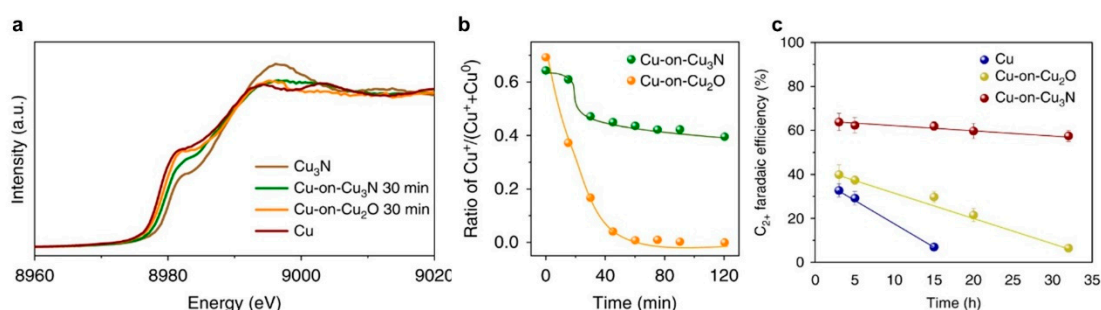 a
Intensity (a.u.)
Cu₃N
Cu-on-Cu₃N 30 min
Cu-on-Cu₂O 30 min
Cu
8960 8980 9000 9020
Energy (eV)
b
Ratio of Cu⁺/(Cu⁺+Cu⁰)
0.6
0.4
0.2
0.0
Cu-on-Cu₃N
Cu-on-Cu₂O
0 40 80 120
Time (min)
c
C₂₊ faradaic efficiency (%)
100
80
60
40
20
0
Cu
Cu-on-Cu₂O
Cu-on-Cu₃N
0 5 10 15 20 25 30 35
Time (h)